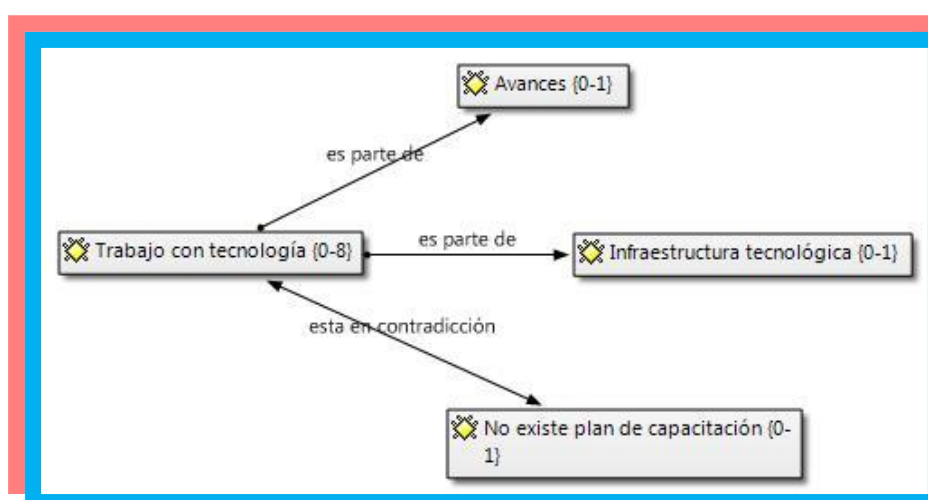 Avances {0-1}
es parte de
Trabajo con tecnología {0-8}
es parte de
Infraestructura tecnológica {0-1}
esta en contradicción
No existe plan de capacitación {0-
1}